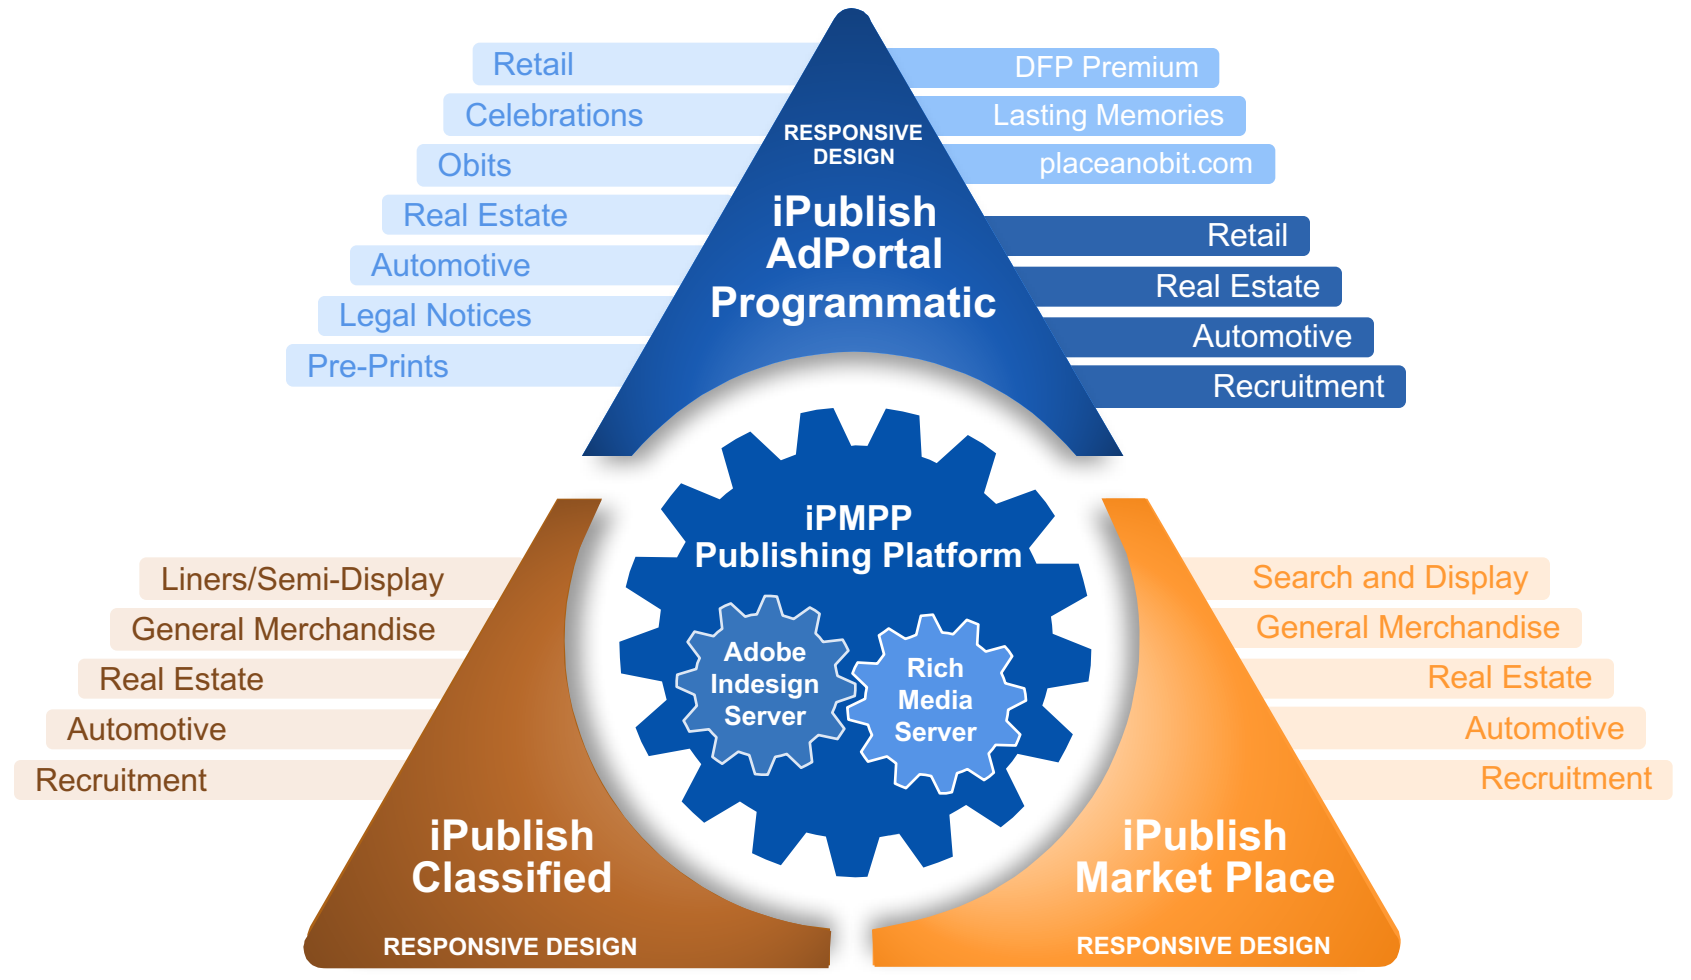 Retail
Celebrations
Obits
Real Estate
Automotive
Legal Notices
Pre-Prints
RESPONSIVE
DESIGN
iPublish
AdPortal
Programmatic
DFP Premium
Lasting Memories
placeanobit.com
Retail
Real Estate
Automotive
Recruitment
iPMPP
Publishing Platform
Adobe
Indesign
Server
Rich
Media
Server
Liners/Semi-Display
General Merchandise
Real Estate
Automotive
Recruitment
iPublish
Classified
RESPONSIVE DESIGN
Search and Display
General Merchandise
Real Estate
Automotive
Recruitment
iPublish
Market Place
RESPONSIVE DESIGN